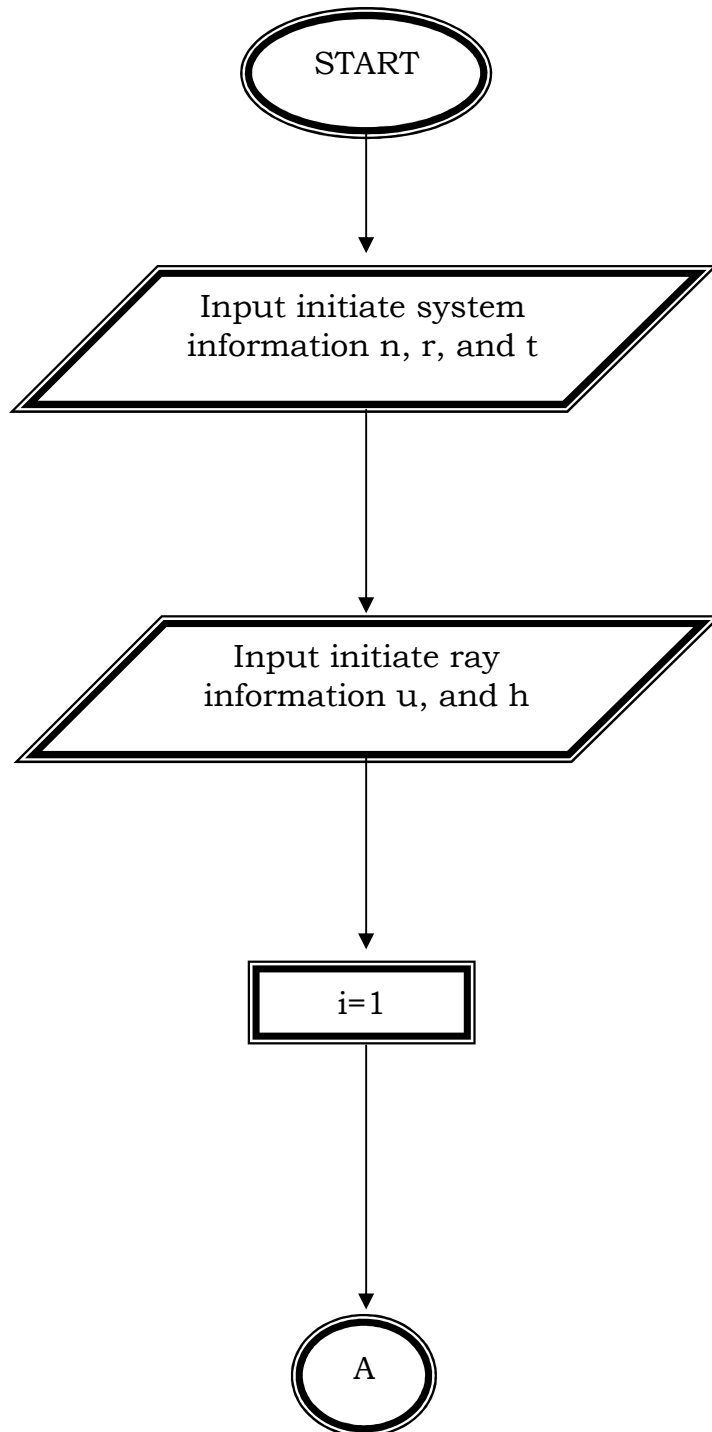 START
Input initiate system
information n, r, and t
Input initiate ray
information u, and h
i=1
A